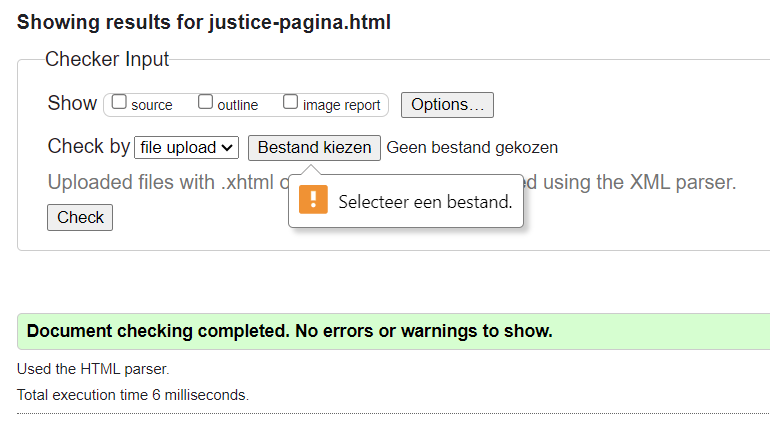 Showing results for justice-pagina.html
Checker Input
Show source outline image report Options...
Check by file upload Bestand kiezen Geen bestand gekozen
Uploaded files with .xhtml using the XML parser.
Selecteer een bestand.
Check
Document checking completed. No errors or warnings to show.
Used the HTML parser.
Total execution time 6 milliseconds.